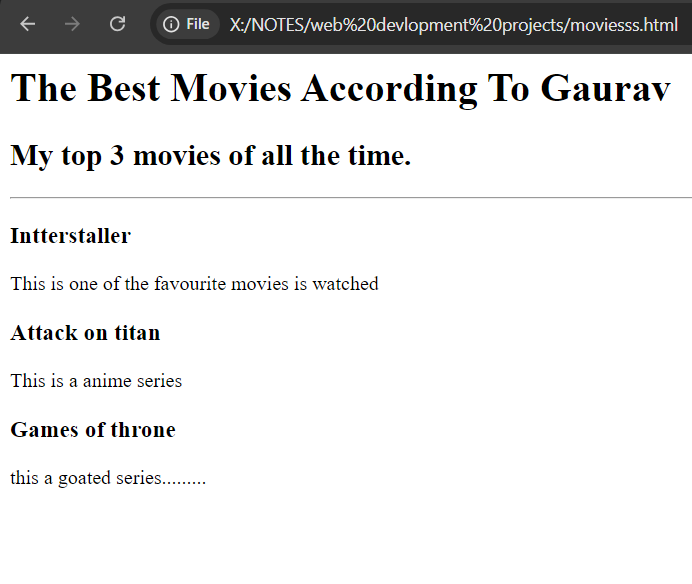 File X:/NOTES/web%20devlopment%20projects/moviesss.html
The Best Movies According To Gaurav
My top 3 movies of all the time.
Intterstaller
This is one of the favourite movies is watched
Attack on titan
This is a anime series
Games of throne
this a goated series.........